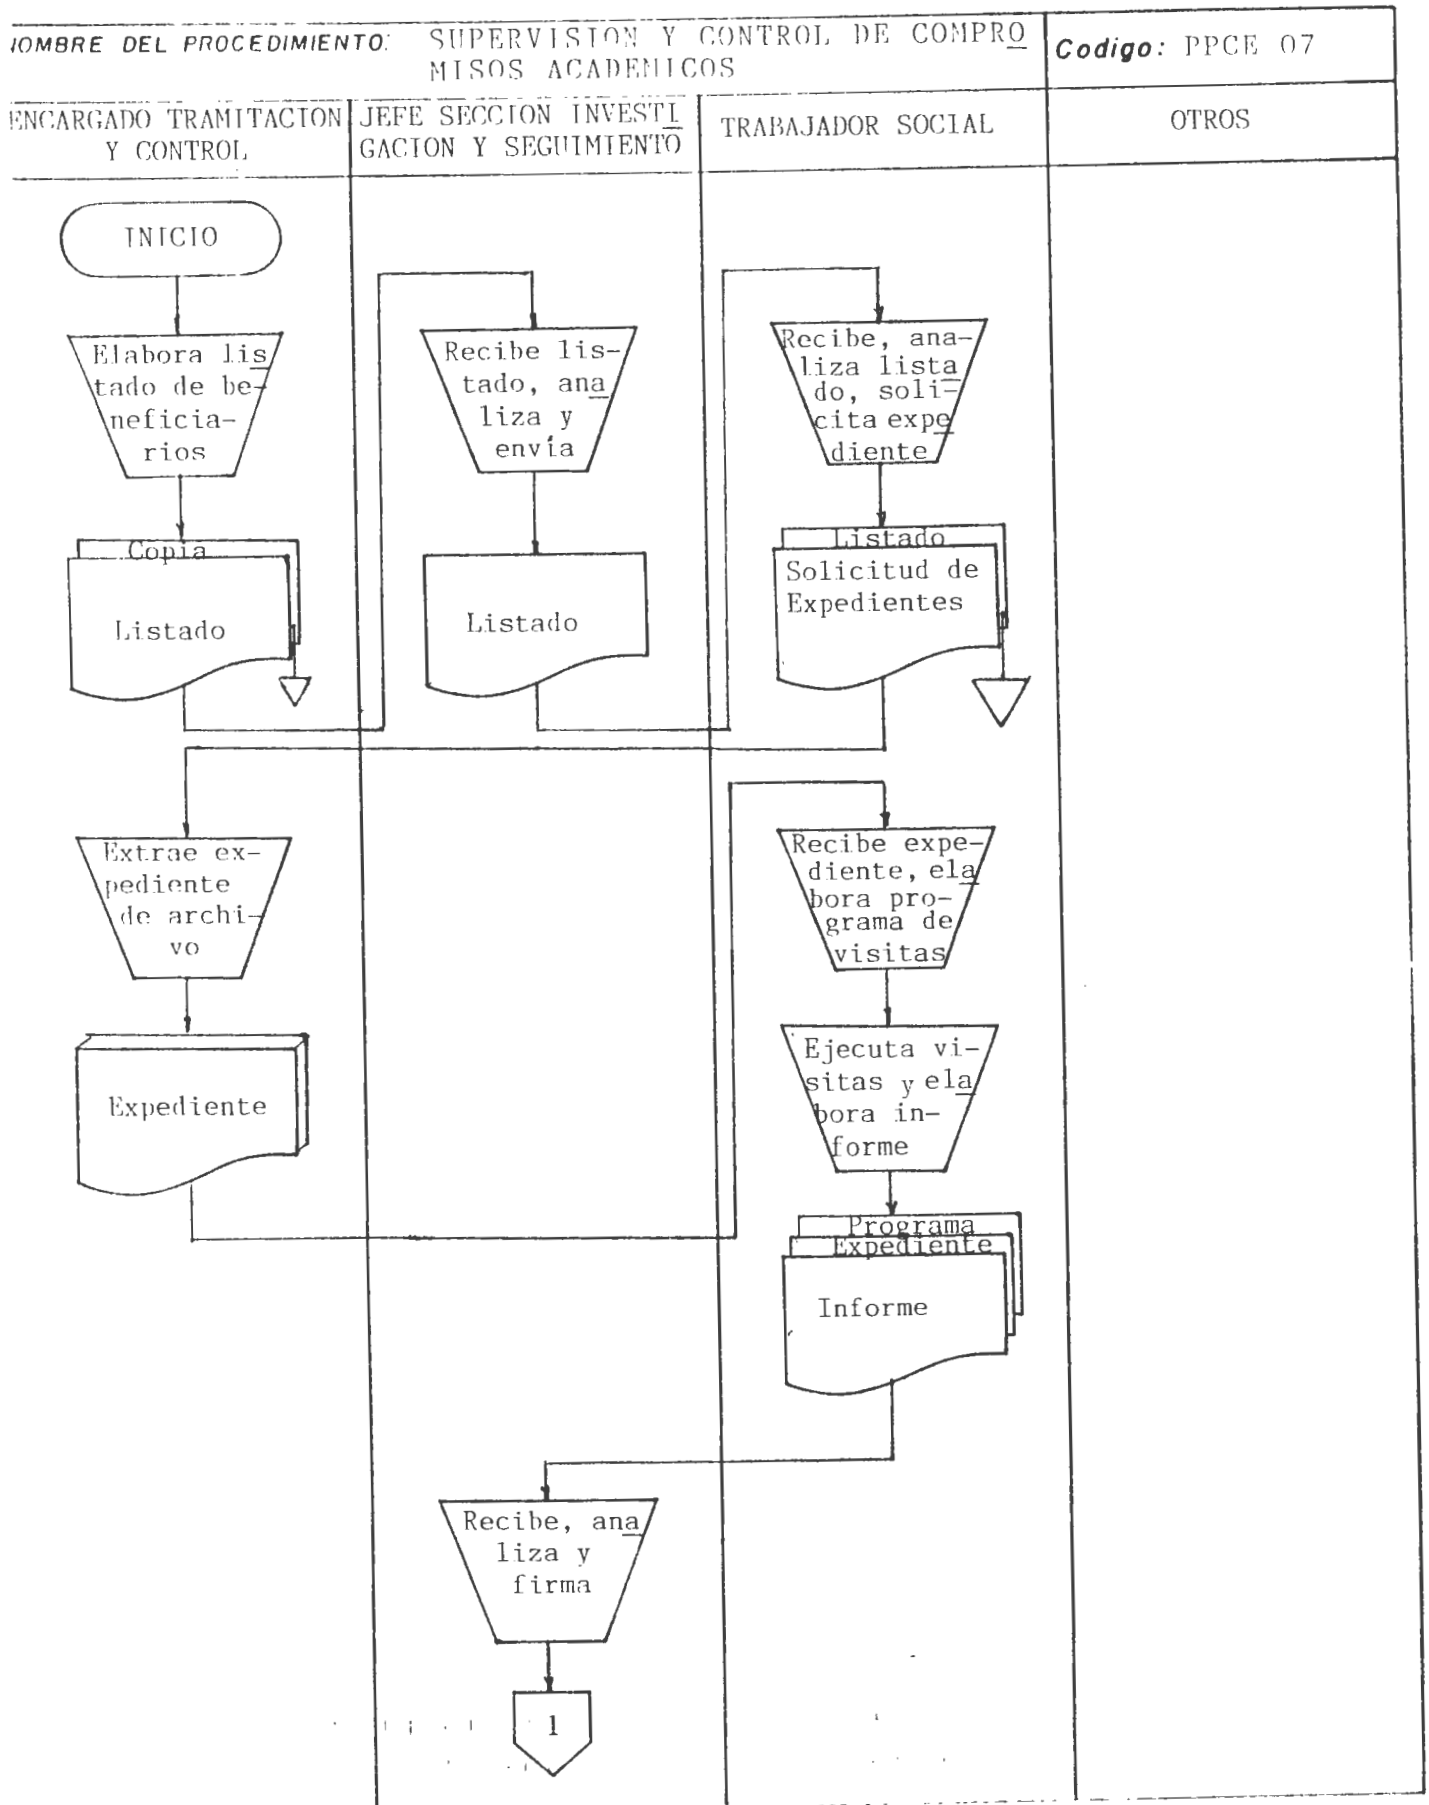 NOMBRE DEL PROCEDIMIENTO: SUPERVISION Y CONTROL DE COMPRO
MISOS ACADEMICOS
Codigo: PPCE 07
ENCARGADO TRAMITACION
Y CONTROL
JEFE SECCION INVESTI
GACION Y SEGUIMIENTO
TRABAJADOR SOCIAL
OTROS
INICIO
Elabora lis
tado de be-
neficia-
rios
Copia
Listado
Recibe lis-
tado, ana
liza y
envía
Listado
Recibe, ana-
liza lista
do, soli-
cita expe
diente
Listado
Solicitud de
Expedientes
Extrae ex-
pediente
de archi-
vo
Expediente
Recibe expe-
diente, ela
bora pro-
grama de
visitas
Ejecuta vi-
sitas y ela
bora in-
forme
Programa
Expediente
Informe
Recibe, ana
liza y
firma
1